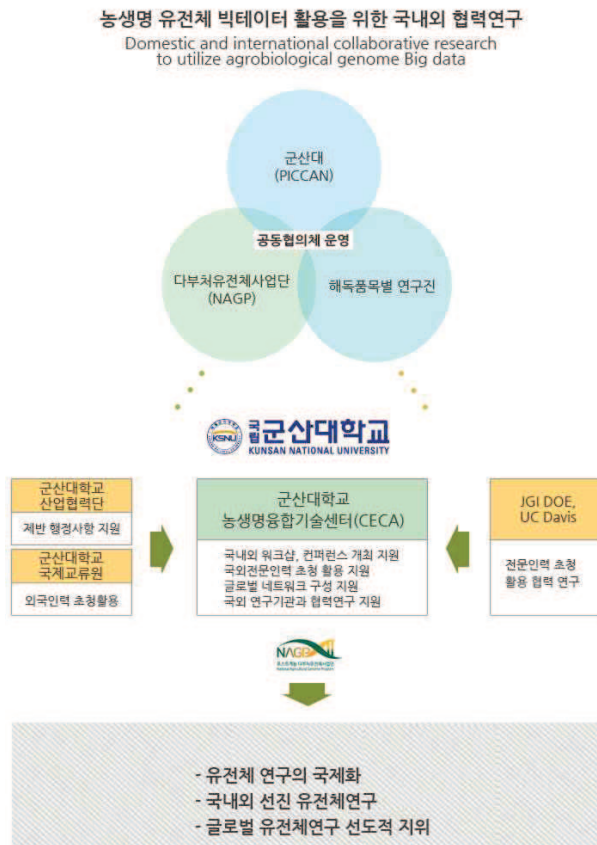 농생명 유전체 빅테이터 활용을 위한 국내외 협력연구
Domestic and international collaborative research
to utilize agrobiological genome Big data
군산대
(PICCAN)
공동협의체 운영
다부처유전체사업단
(NAGP)
해독품목별 연구진
KSNU
국립 군산대학교
KUNSAN NATIONAL UNIVERSITY
군산대학교
산업협력단
제반 행정사항 지원
군산대학교
국제교류원
외국인력 초청활용
군산대학교
농생명융합기술센터(CECA)
국내외 워크샵, 컨퍼런스 개최 지원
국외전문인력 초청 활용 지원
글로벌 네트워크 구성 지원
국외 연구기관과 협력연구 지원
JGI DOE,
UC Davis
전문인력 초청
활용 협력 연구
NAGP
- 유전체 연구의 국제화
- 국내외 선진 유전체연구
- 글로벌 유전체연구 선도적 지위